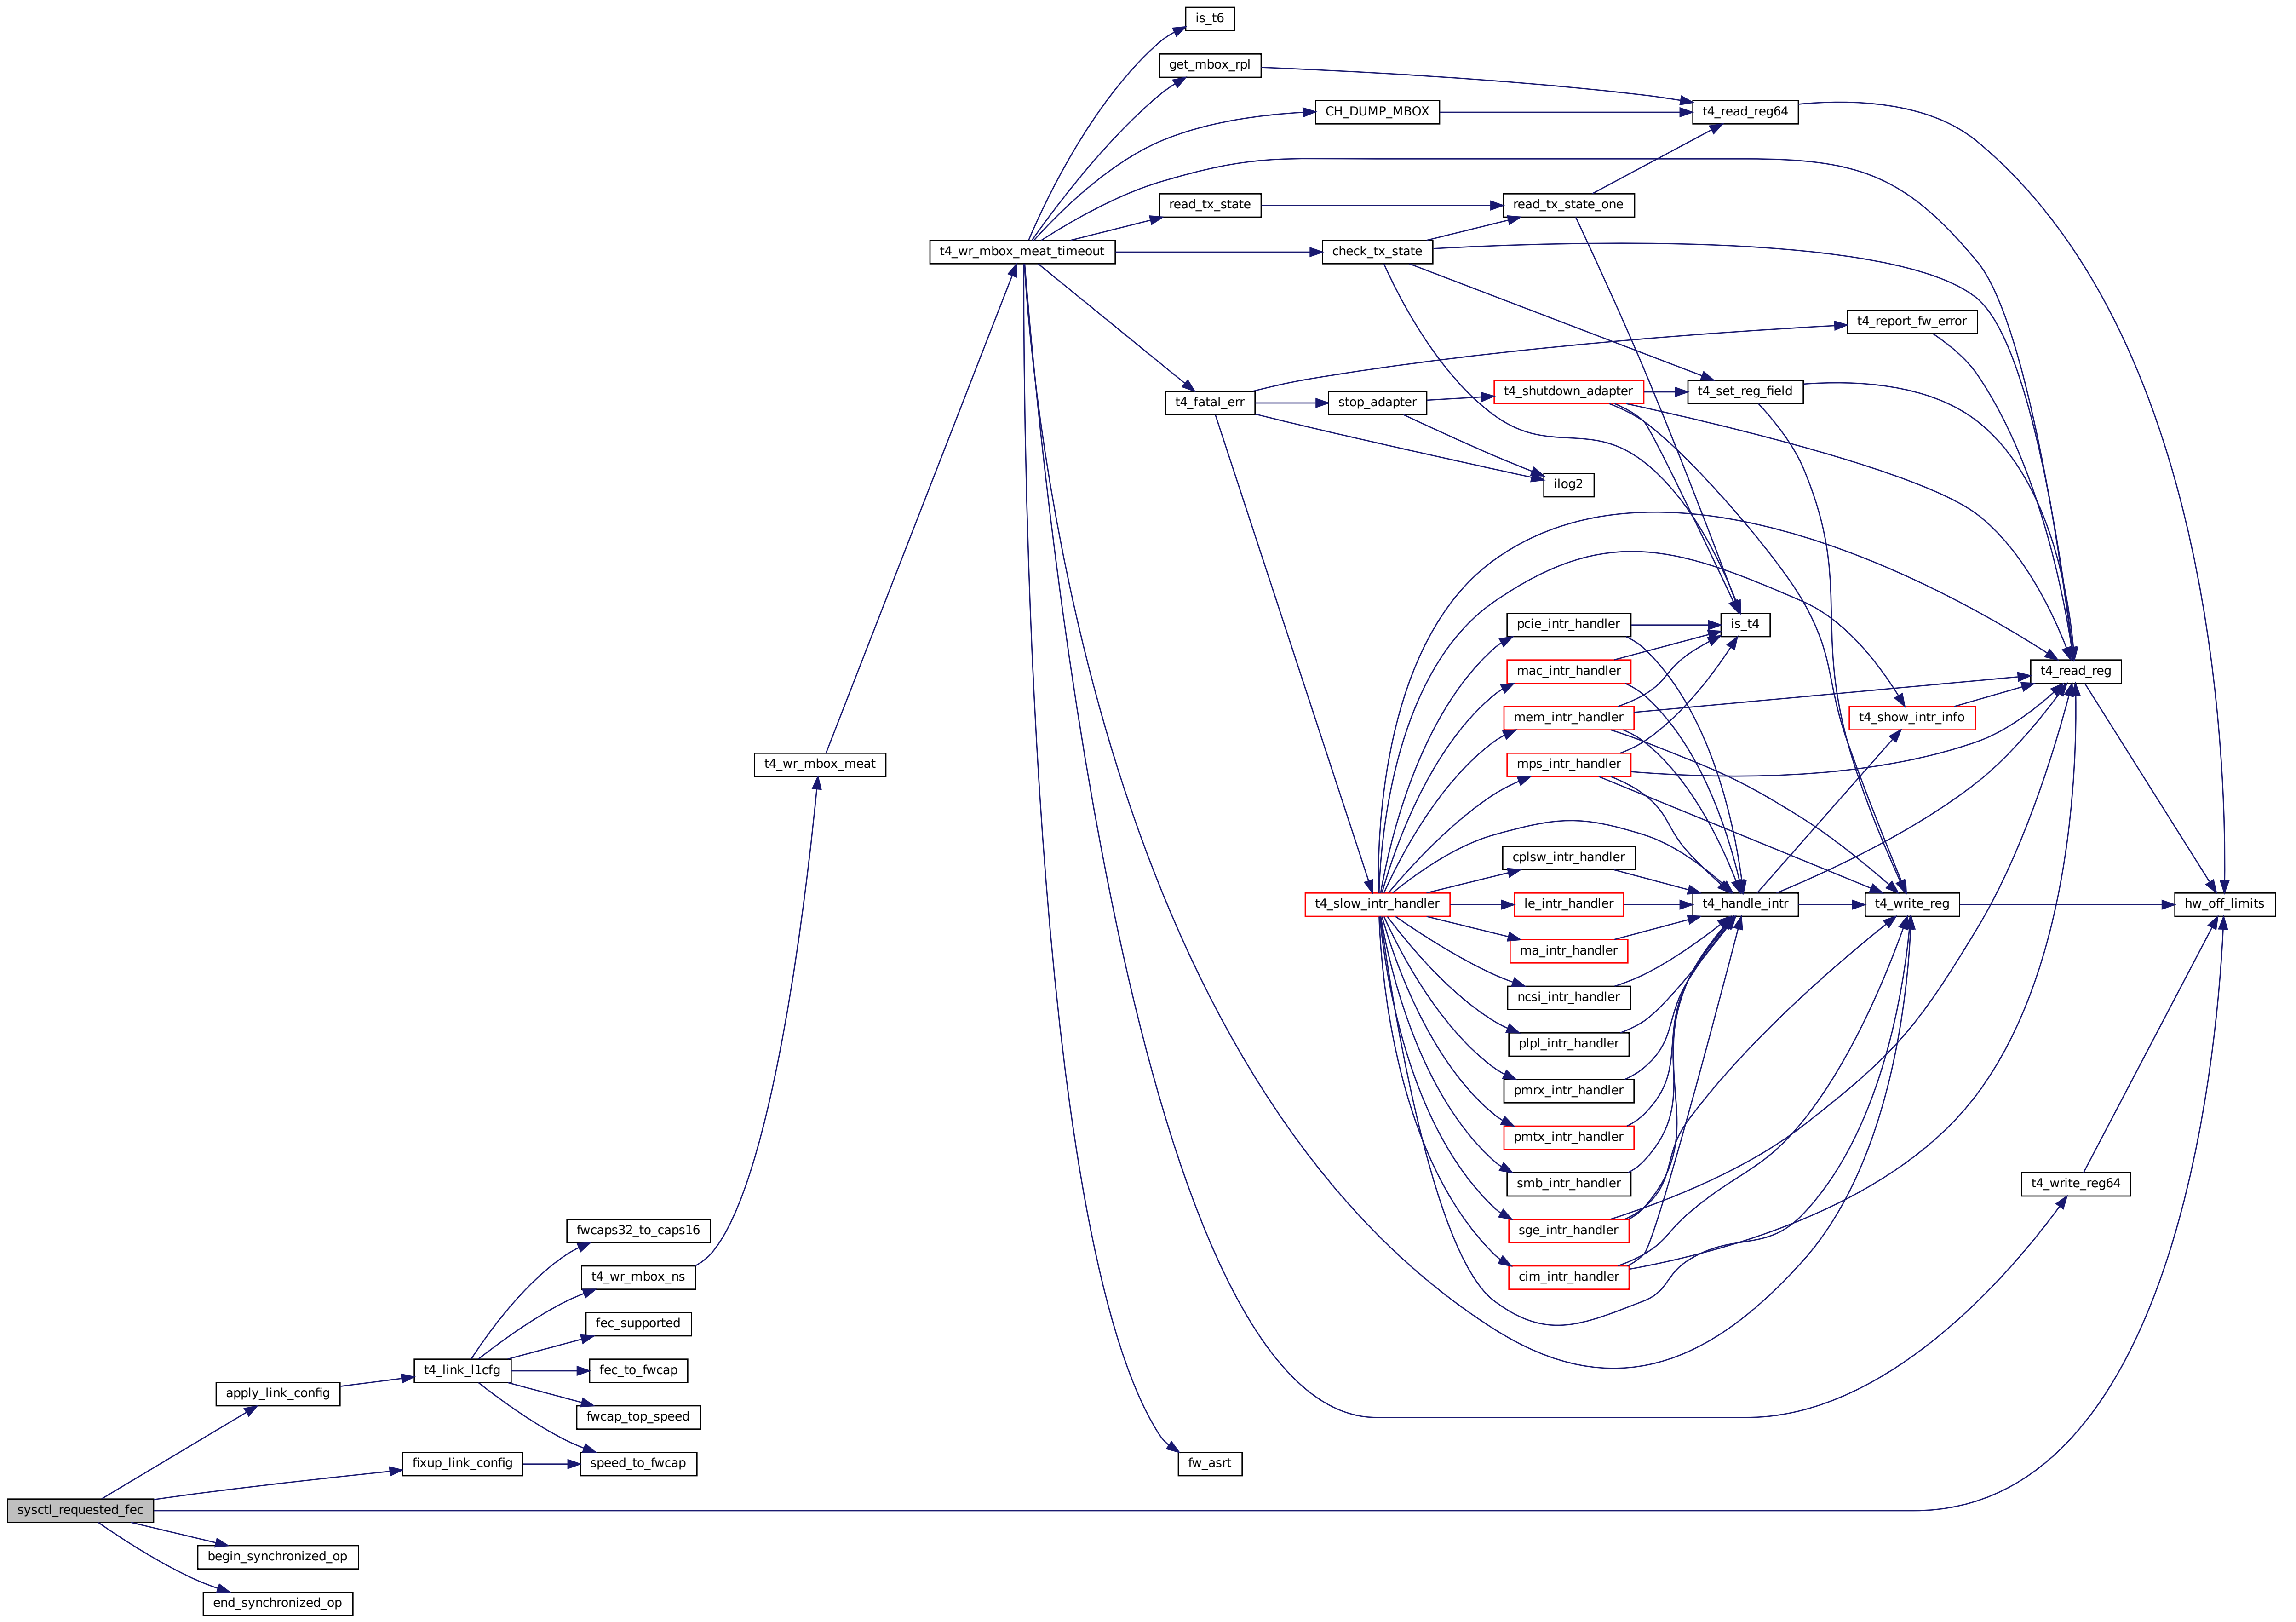 is_t6
get_mbox_rpl
CH_DUMP_MBOX
t4_read_reg64
read_tx_state
read_tx_state_one
t4_wr_mbox_meat_timeout
check_tx_state
t4_report_fw_error
t4_fatal_err
stop_adapter
t4_shutdown_adapter
t4_set_reg_field
ilog2
pcie_intr_handler
is_t4
mac_intr_handler
t4_read_reg
mem_intr_handler
t4_show_intr_info
t4_wr_mbox_meat
mps_intr_handler
cplsw_intr_handler
t4_slow_intr_handler
le_intr_handler
t4_handle_intr
t4_write_reg
hw_off_limits
ma_intr_handler
ncsi_intr_handler
plpl_intr_handler
pmrx_intr_handler
pmtx_intr_handler
smb_intr_handler
t4_write_reg64
fwcaps32_to_caps16
sge_intr_handler
t4_wr_mbox_ns
cim_intr_handler
fec_supported
t4_link_l1cfg
fec_to_fwcap
apply_link_config
fwcap_top_speed
fixup_link_config
speed_to_fwcap
fw_asrt
sysctl_requested_fec
begin_synchronized_op
end_synchronized_op